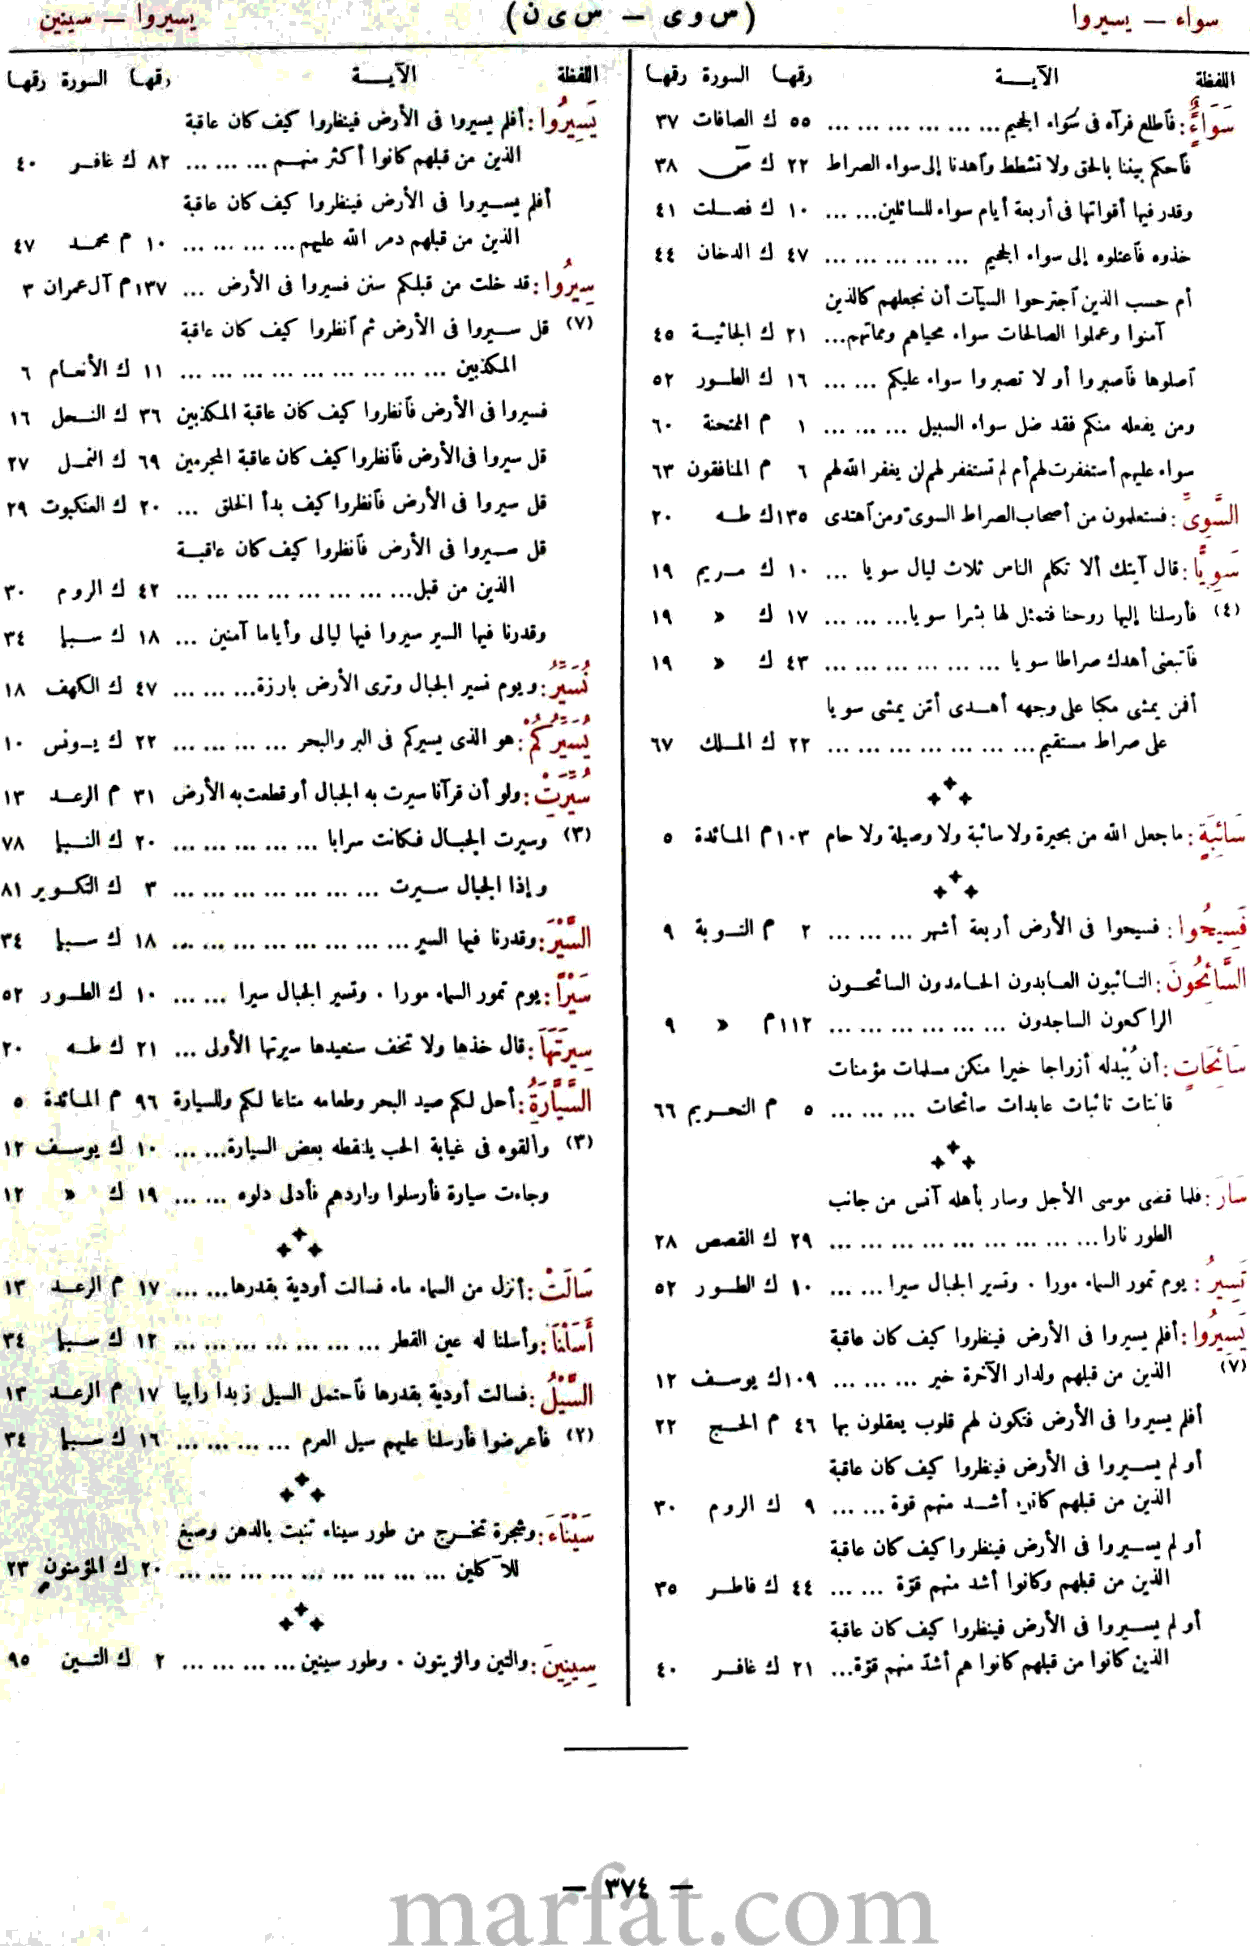 سواء – يسيروا
(س وى – س ى ن)
يسيروا – سينين
اللفظة الآيــــة رقمها السورة رقمها
سَوَاءٌ: فاطلع فرآه فى سواء الجحيم ... ... ... ... ... ... ٥٥ ك الصافات ٣٧
فاحكم بيننا بالحق ولا تشطط واهدنا إلى سواء الصراط ٢٢ ك ص ٣٨
وقدر فيها أقواتها فى أربعة أيام سواء للسائلين... ... ١٠ ك فصلت ٤١
خذوه فاعتلوه إلى سواء الجحيم ... ... ... ... ... ٤٧ ك الدخان ٤٤
أم حسب الذين اجترحوا السيآت أن نجعلهم كالذين
آمنوا وعملوا الصالحات سواء محياهم ومماتهم... ٢١ ك الجاثية ٤٥
اصلوها فاصبروا أو لا تصبروا سواء عليكم ... ... ١٦ ك الطور ٥٢
ومن يفعله منكم فقد ضل سواء السبيل ... ... ... ١ م الممتحنة ٦٠
سواء عليهم أستغفرت لهم أم لم تستغفر لهم لن يغفر الله لهم ٦ م المنافقون ٦٣
السَّوِىِّ: فستعلمون من أصحاب الصراط السوى ومن اهتدى ١٣٥ ك طه ٢٠
سَوِيًّا: قال آيتك ألا تكلم الناس ثلاث ليال سويا ... ١٠ ك مريم ١٩
(٤) فأرسلنا إليها روحنا فتمثل لها بشرا سويا... ... ... ١٧ ك » ١٩
فاتبعنى أهدك صراطا سويا ... ... ... ... ... ... ٤٣ ك » ١٩
أفمن يمشى مكبا على وجهه أهدى أمّن يمشى سويا
على صراط مستقيم... ... ... ... ... ... ... ٢٢ ك الملك ٦٧
سَائِبَةٍ: ما جعل الله من بحيرة ولا سائبة ولا وصيلة ولا حام ١٠٣ م المائدة ٥
فَسِيحُوا: فسيحوا فى الأرض أربعة أشهر ... ... ... ٢ م التوبة ٩
السَّائِحُونَ: التائبون العابدون الحامدون السائحون
الراكعون الساجدون ... ... ... ... ... ... ١١٢ م » ٩
سَائِحَاتٍ: أن يُبْدله أزواجا خيرا منكن مسلمات مؤمنات
قانتات تائبات عابدات سائحات ... ... ... ٥ م التحريم ٦٦
سَارَ: فلما قضى موسى الأجل وسار بأهله آنس من جانب
الطور نارا... ... ... ... ... ... ... ... ... ٢٩ ك القصص ٢٨
تَسِيرُ: يوم تمور السماء مورا . وتسير الجبال سيرا ... ... ١٠ ك الطور ٥٢
يَسِيرُوا: أفلم يسيروا فى الأرض فينظروا كيف كان عاقبة
(٧) الذين من قبلهم ولدار الآخرة خير ... ... ... ١٠٩ ك يوسف ١٢
أفلم يسيروا فى الأرض فتكون لهم قلوب يعقلون بها ٤٦ م الحج ٢٢
أو لم يسيروا فى الأرض فينظروا كيف كان عاقبة
الذين من قبلهم كانوا أشد منهم قوة ... ... ٩ ك الروم ٣٠
أو لم يسيروا فى الأرض فينظروا كيف كان عاقبة
الذين من قبلهم وكانوا أشد منهم قوّة ... ... ٤٤ ك فاطر ٣٥
أو لم يسيروا فى الأرض فينظروا كيف كان عاقبة
الذين كانوا من قبلهم كانوا هم أشدّ منهم قوّة... ٢١ ك غافر ٤٠
اللفظة الآيــــة رقمها السورة رقمها
يَسِيرُوا: أفلم يسيروا فى الأرض فينظروا كيف كان عاقبة
الذين من قبلهم كانوا أكثر منهم ... ... ... ٨٢ ك غافر ٤٠
أفلم يسيروا فى الأرض فينظروا كيف كان عاقبة
الذين من قبلهم دمر الله عليهم ... ... ... ... ١٠ م محمد ٤٧
سِيرُوا: قد خلت من قبلكم سنن فسيروا فى الأرض ... ١٣٧ م آل عمران ٣
(٧) قل سيروا فى الأرض ثم انظروا كيف كان عاقبة
المكذبين ... ... ... ... ... ... ... ... ... ... ١١ ك الأنعام ٦
فسيروا فى الأرض فانظروا كيف كان عاقبة المكذبين ٣٦ ك النحل ١٦
قل سيروا فى الأرض فانظروا كيف كان عاقبة المجرمين ٦٩ ك النمل ٢٧
قل سيروا فى الأرض فانظروا كيف بدأ الخلق ... ٢٠ ك العنكبوت ٢٩
قل سيروا فى الأرض فانظروا كيف كان عاقبة
الذين من قبل... ... ... ... ... ... ... ... ٤٢ ك الروم ٣٠
وقدرنا فيها السير سيروا فيها ليالى وأياما آمنين ... ١٨ ك سبإ ٣٤
نُسَيِّرُ: ويوم نسير الجبال وترى الأرض بارزة... ... ... ٤٧ ك الكهف ١٨
يُسَيِّرُكُمْ: هو الذى يسيركم فى البر والبحر ... ... ... ... ٢٢ ك يونس ١٠
سُيِّرَتْ: ولو أن قرآنا سيرت به الجبال أو قطعت به الأرض ٣١ م الرعد ١٣
(٣) وسيرت الجبال فكانت سرابا ... ... ... ... ... ٢٠ ك النبإ ٧٨
وإذا الجبال سيرت ... ... ... ... ... ... ... ٣ ك التكوير ٨١
السَّيْرَ: وقدرنا فيها السير ... ... ... ... ... ... ... ... ١٨ ك سبإ ٣٤
سَيْرًا: يوم تمور السماء مورا . وتسير الجبال سيرا ... ... ١٠ ك الطور ٥٢
سِيرَتَهَا: قال خذها ولا تخف سنعيدها سيرتها الأولى ... ٢١ ك طه ٢٠
السَّيَّارَةُ: أحل لكم صيد البحر وطعامه متاعا لكم وللسيارة ٩٦ م المائدة ٥
(٣) وألقوه فى غيابة الجب يلتقطه بعض السيارة... ... ١٠ ك يوسف ١٢
وجاءت سيارة فأرسلوا واردهم فأدلى دلوه ... ... ١٩ ك » ١٢
سَالَتْ: أنزل من السماء ماء فسالت أودية بقدرها... ... ١٧ م الرعد ١٣
أَسَلْنَا: وأسلنا له عين القطر ... ... ... ... ... ... ... ١٢ ك سبإ ٣٤
السَّيْلُ: فسالت أودية بقدرها فاحتمل السيل زبدا رابيا ١٧ م الرعد ١٣
(٢) فأعرضوا فأرسلنا عليهم سيل العرم ... ... ... ... ١٦ ك سبإ ٣٤
سَيْنَاءَ: وشجرة تخرج من طور سيناء تنبت بالدهن وصبغ
للآكلين ... ... ... ... ... ... ... ... ... ... ٢٠ ك المؤمنون ٢٣
سِينِينَ: والتين والزيتون . وطور سينين ... ... ... ... ٢ ك التين ٩٥
– ٣٧٤ –
marfat.com